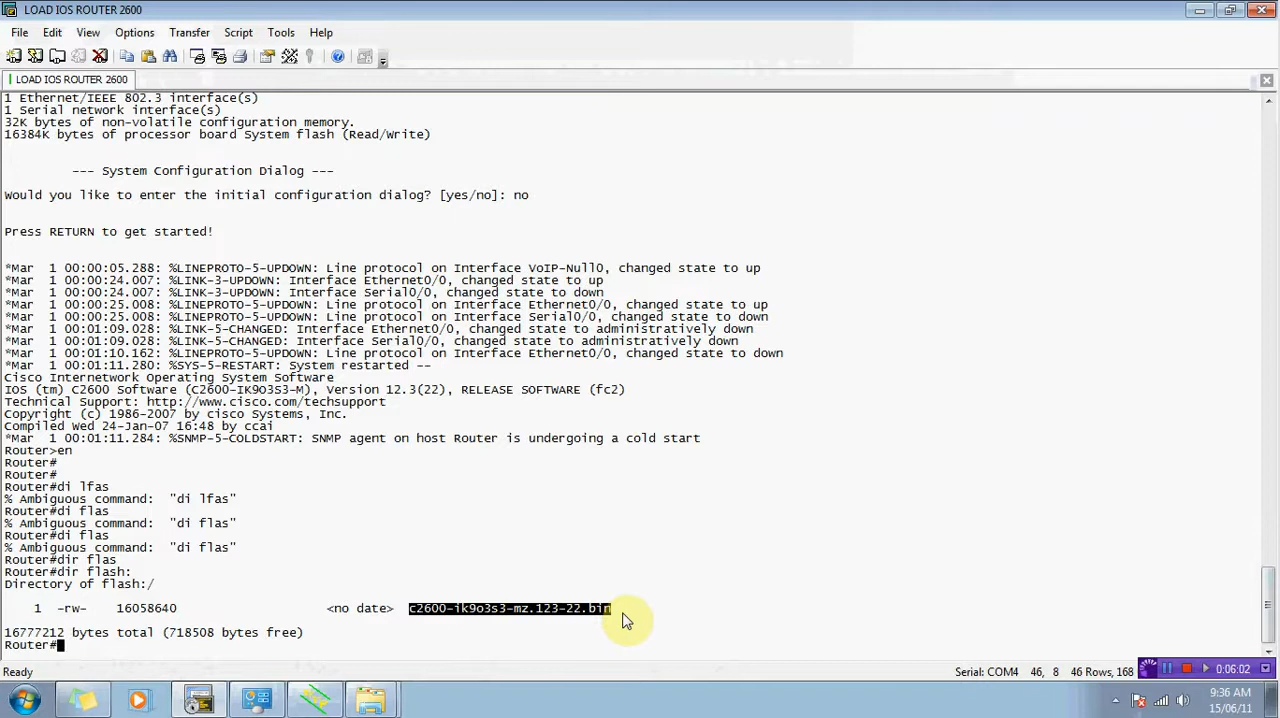 LOAD IOS ROUTER 2600
File Edit View Options Transfer Script Tools Help
LOAD IOS ROUTER 2600
1 Ethernet/IEEE 802.3 interface(s)
1 Serial network interface(s)
32K bytes of non-volatile configuration memory.
16384K bytes of processor board System flash (Read/Write)
--- System Configuration Dialog ---
Would you like to enter the initial configuration dialog? [yes/no]: no
Press RETURN to get started!
*Mar  1 00:00:05.288: %LINEPROTO-5-UPDOWN: Line protocol on Interface VoIP-Null0, changed state to up
*Mar  1 00:00:24.007: %LINK-3-UPDOWN: Interface Ethernet0/0, changed state to up
*Mar  1 00:00:24.007: %LINK-3-UPDOWN: Interface Serial0/0, changed state to down
*Mar  1 00:00:25.008: %LINEPROTO-5-UPDOWN: Line protocol on Interface Ethernet0/0, changed state to up
*Mar  1 00:00:25.008: %LINEPROTO-5-UPDOWN: Line protocol on Interface Serial0/0, changed state to down
*Mar  1 00:01:09.028: %LINK-5-CHANGED: Interface Ethernet0/0, changed state to administratively down
*Mar  1 00:01:09.028: %LINK-5-CHANGED: Interface Serial0/0, changed state to administratively down
*Mar  1 00:01:10.162: %LINEPROTO-5-UPDOWN: Line protocol on Interface Ethernet0/0, changed state to down
*Mar  1 00:01:11.280: %SYS-5-RESTART: System restarted --
Cisco Internetwork Operating System Software
IOS (tm) C2600 Software (C2600-IK9O3S3-M), Version 12.3(22), RELEASE SOFTWARE (fc2)
Technical Support: http://www.cisco.com/techsupport
Copyright (c) 1986-2007 by cisco Systems, Inc.
Compiled Wed 24-Jan-07 16:48 by ccai
*Mar  1 00:01:11.284: %SNMP-5-COLDSTART: SNMP agent on host Router is undergoing a cold start
Router>en
Router#
Router#
Router#di lfas
% Ambiguous command:  "di lfas"
Router#di flas
% Ambiguous command:  "di flas"
Router#di flas
% Ambiguous command:  "di flas"
Router#dir flas
Router#dir flash:
Directory of flash:/
1  -rw-    16058640                    <no date>  c2600-ik9o3s3-mz.123-22.bin
16777212 bytes total (718508 bytes free)
Router#
Ready Serial: COM4 46, 8 46 Rows, 168 0:06:02
9:36 AM
15/06/11